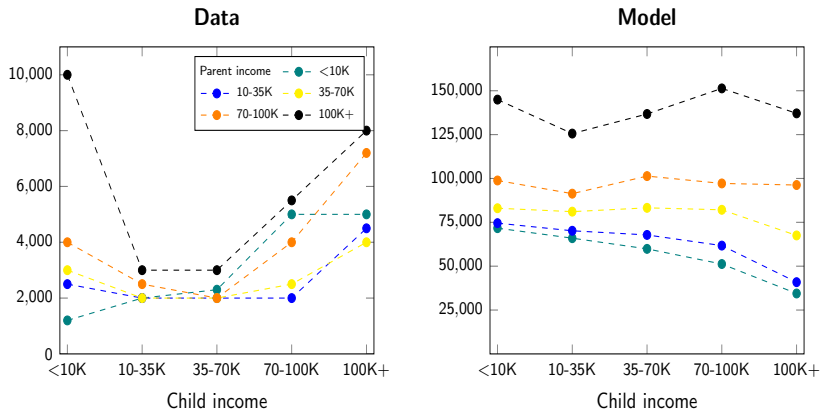 Data
10,000
8,000
6,000
4,000
2,000
0
Parent income
<10K
10-35K
35-70K
70-100K
100K+
<10K
10-35K
35-70K
70-100K
100K+
Child income
Model
150,000
125,000
100,000
75,000
50,000
25,000
<10K
10-35K
35-70K
70-100K
100K+
Child income